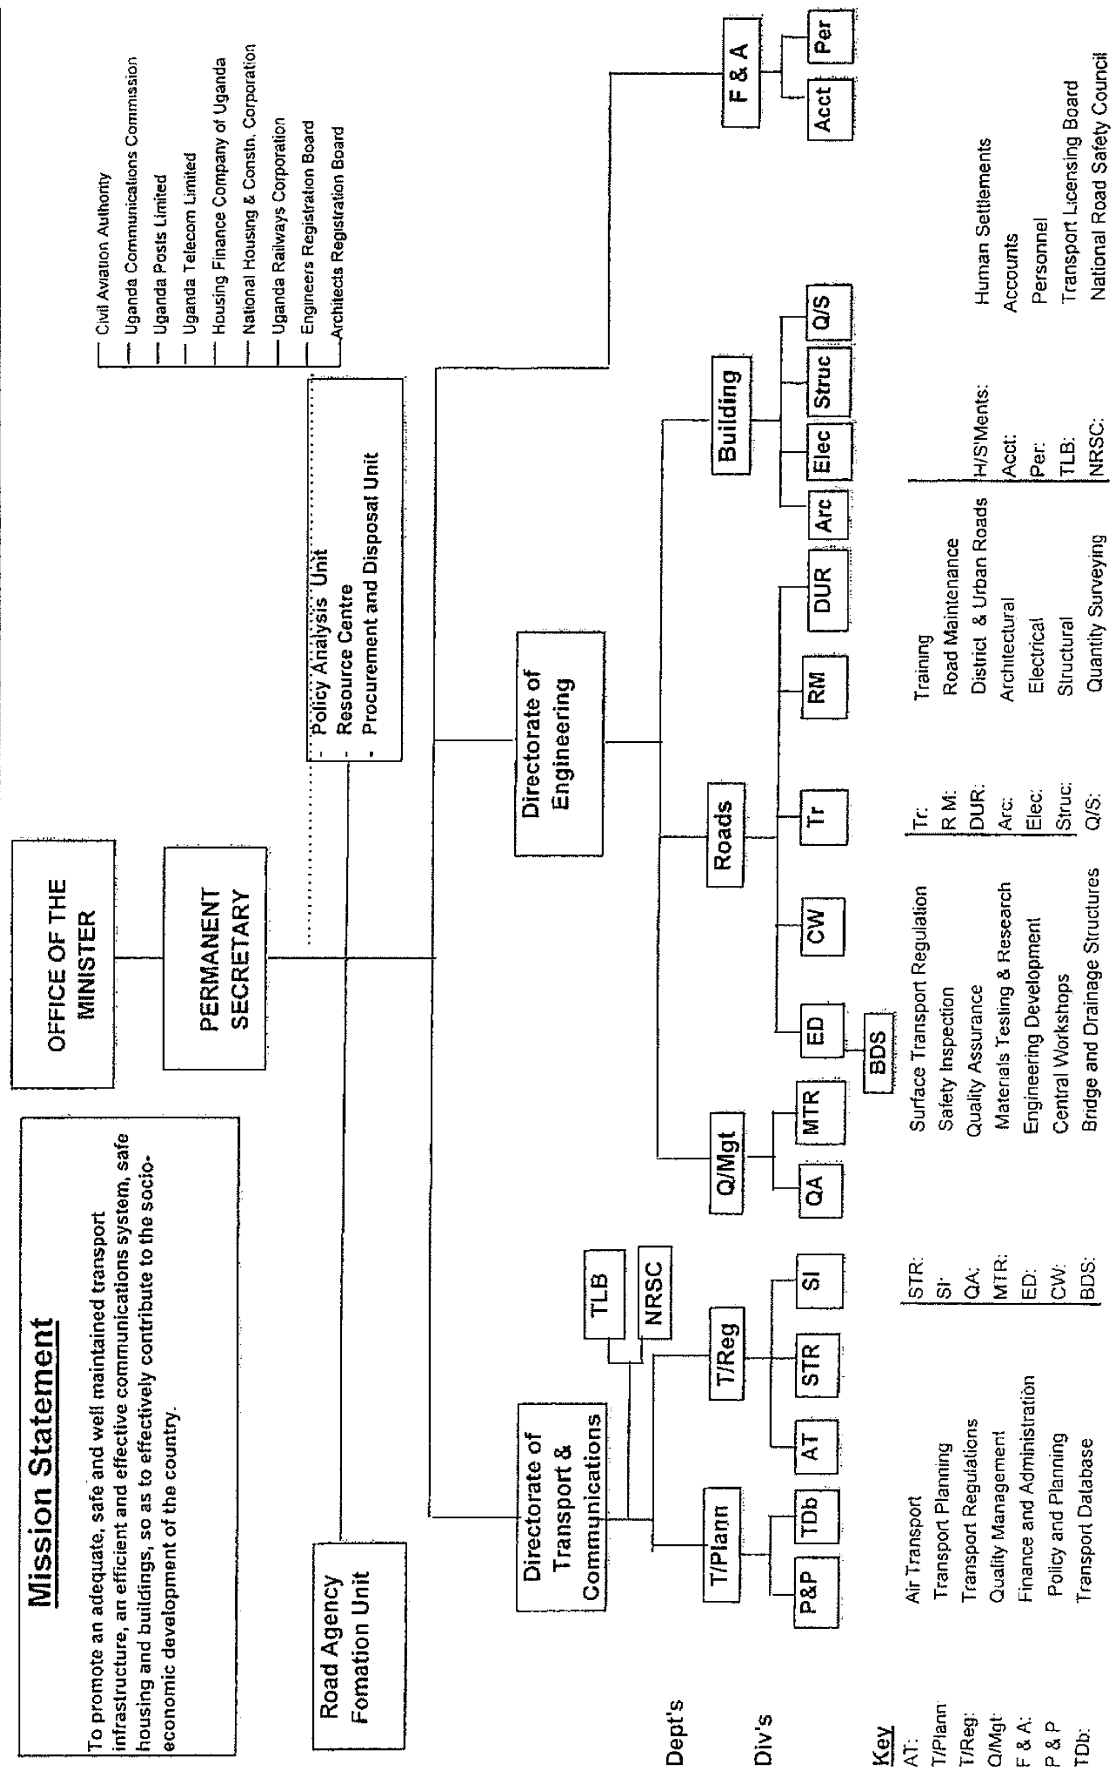 Mission Statement
To promote an adequate, safe and well maintained transport
infrastructure, an efficient and effective communications system, safe
housing and buildings, so as to effectively contribute to the socio-
economic development of the country.
OFFICE OF THE
MINISTER
PERMANENT
SECRETARY
Civil Aviation Authority
Uganda Communications Commission
Uganda Posts Limited
Uganda Telecom Limited
Housing Finance Company of Uganda
National Housing & Constn. Corporation
Uganda Railways Corporation
Engineers Registration Board
Architects Registration Board
Road Agency
Fomation Unit
- Policy Analysis Unit
- Resource Centre
- Procurement and Disposal Unit
Directorate of
Transport &
Communications
Directorate of
Engineering
TLB
NRSC
Dept's
T/Plann
T/Reg
Q/Mgt
Roads
Building
F & A
Div's
P&P
TDb
AT
STR
SI
QA
MTR
ED
CW
Tr
RM
DUR
Arc
Elec
Struc
Q/S
Acct
Per
BDS
Key
AT: Air Transport
T/Plann Transport Planning
T/Reg: Transport Regulations
Q/Mgt: Quality Management
F & A: Finance and Administration
P & P Policy and Planning
TDb: Transport Database
STR: Surface Transport Regulation
SI: Safety Inspection
QA: Quality Assurance
MTR: Materials Testing & Research
ED: Engineering Development
CW: Central Workshops
BDS: Bridge and Drainage Structures
Tr: Training
R M: Road Maintenance
DUR: District & Urban Roads
Arc: Architectural
Elec: Electrical
Struc: Structural
Q/S: Quantity Surveying
H/S'Ments: Human Settlements
Acct: Accounts
Per: Personnel
TLB: Transport Licensing Board
NRSC: National Road Safety Council